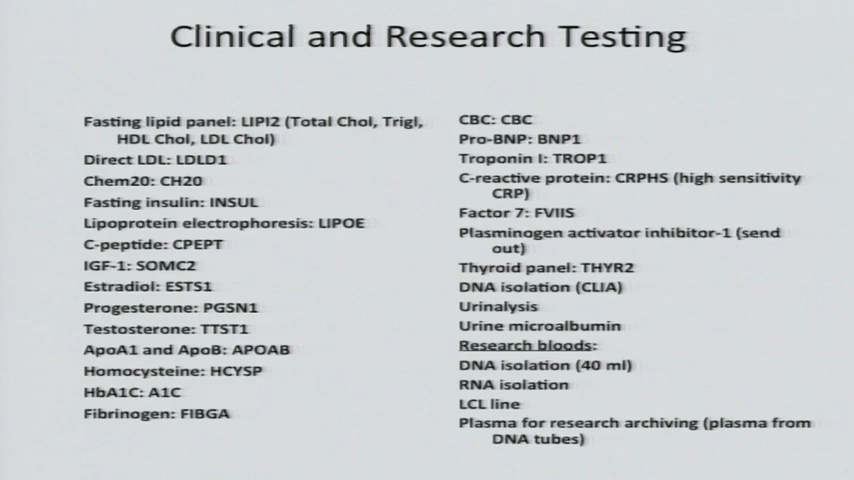 Clinical and Research Testing
Fasting lipid panel: LIPI2 (Total Chol, Trigl,
HDL Chol, LDL Chol)
Direct LDL: LDLD1
Chem20: CH20
Fasting insulin: INSUL
Lipoprotein electrophoresis: LIPOE
C-peptide: CPEPT
IGF-1: SOMC2
Estradiol: ESTS1
Progesterone: PGSN1
Testosterone: TTST1
ApoA1 and ApoB: APOAB
Homocysteine: HCYSP
HbA1C: A1C
Fibrinogen: FIBGA
CBC: CBC
Pro-BNP: BNP1
Troponin I: TROP1
C-reactive protein: CRPHS (high sensitivity
CRP)
Factor 7: FVIIS
Plasminogen activator inhibitor-1 (send
out)
Thyroid panel: THYR2
DNA isolation (CLIA)
Urinalysis
Urine microalbumin
Research bloods:
DNA isolation (40 ml)
RNA isolation
LCL line
Plasma for research archiving (plasma from
DNA tubes)